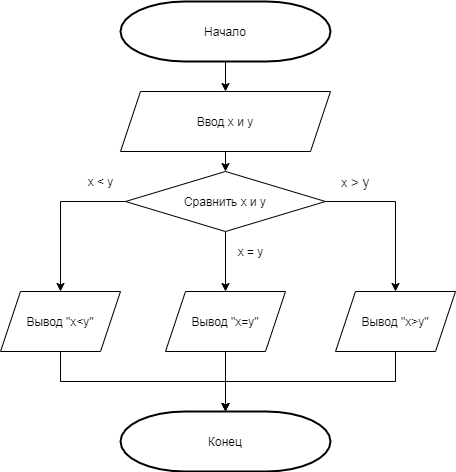 Начало
Ввод x и y
x < y
Сравнить x и y
x > y
x = y
Вывод "x<y"
Вывод "x=y"
Вывод "x>y"
Конец